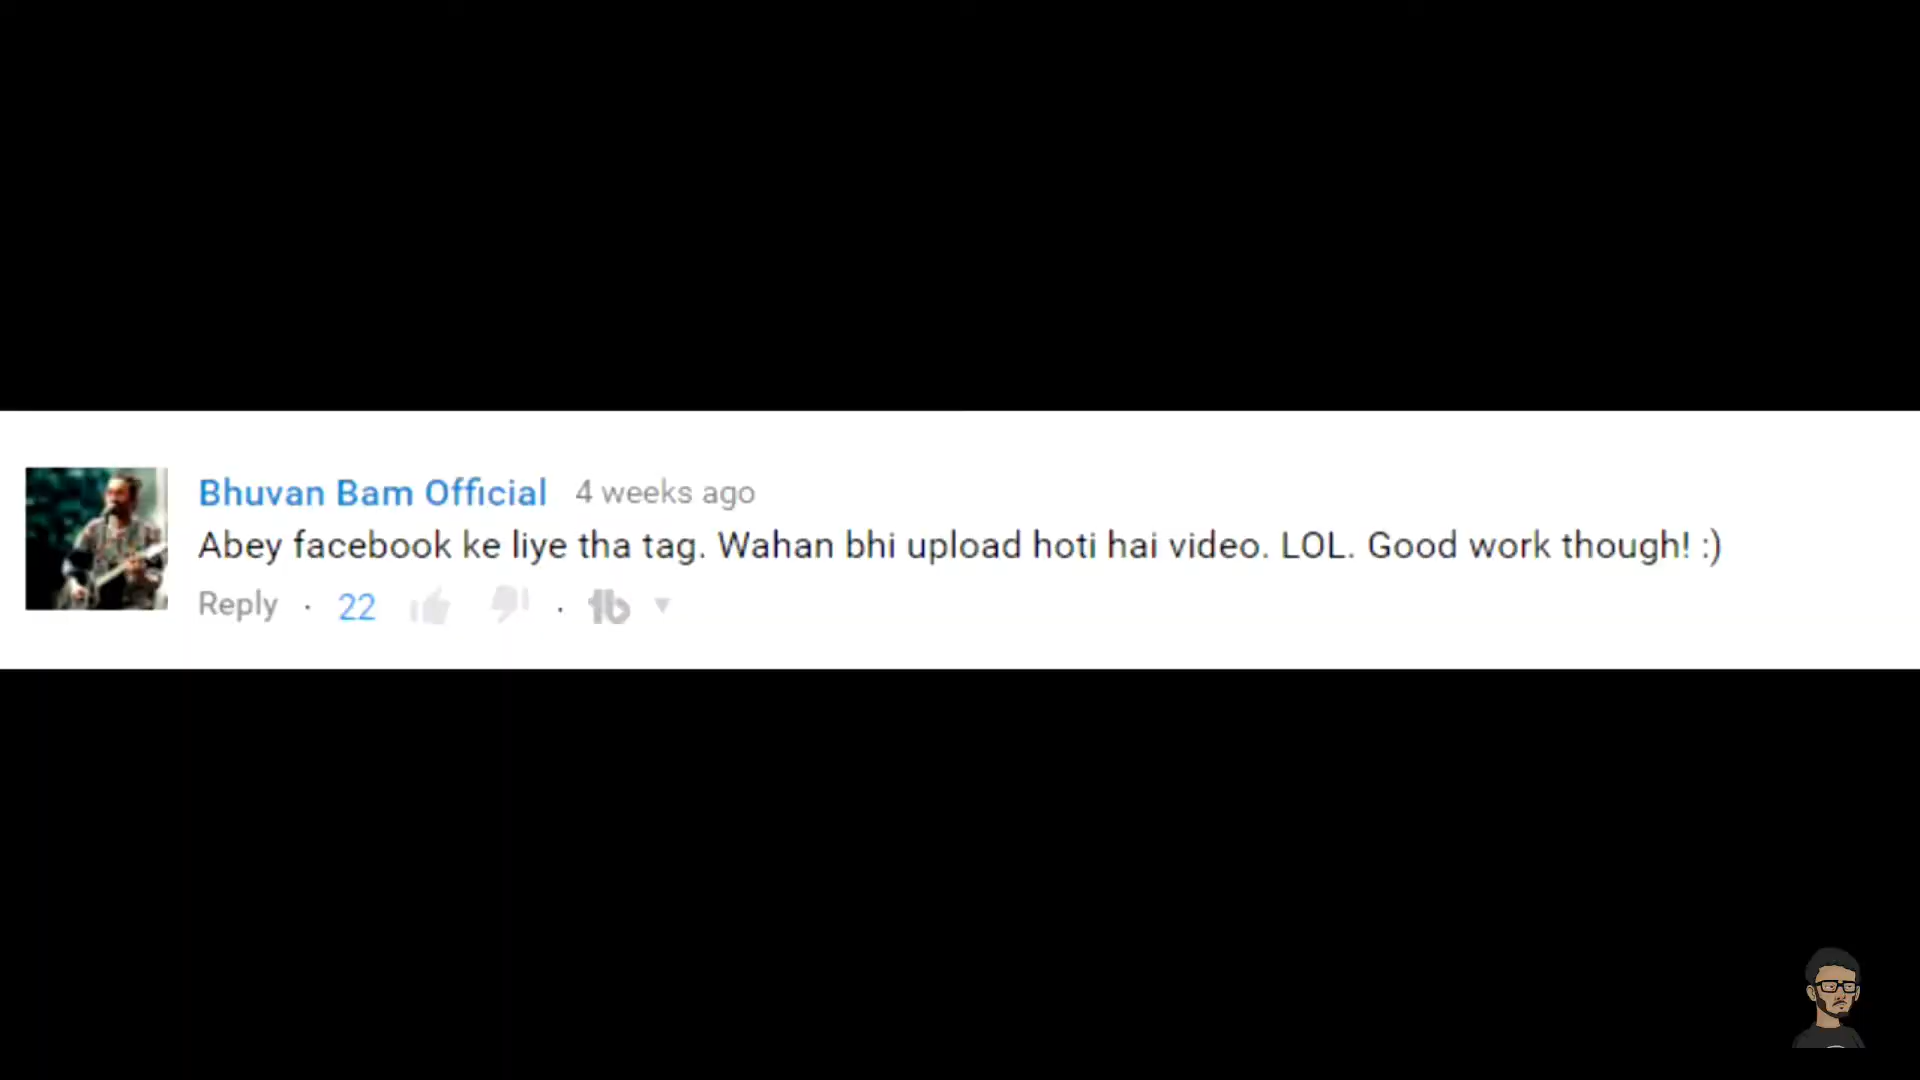 Bhuvan Bam Official 4 weeks ago
Abey facebook ke liye tha tag. Wahan bhi upload hoti hai video. LOL. Good work though! :)
Reply · 22 · tb